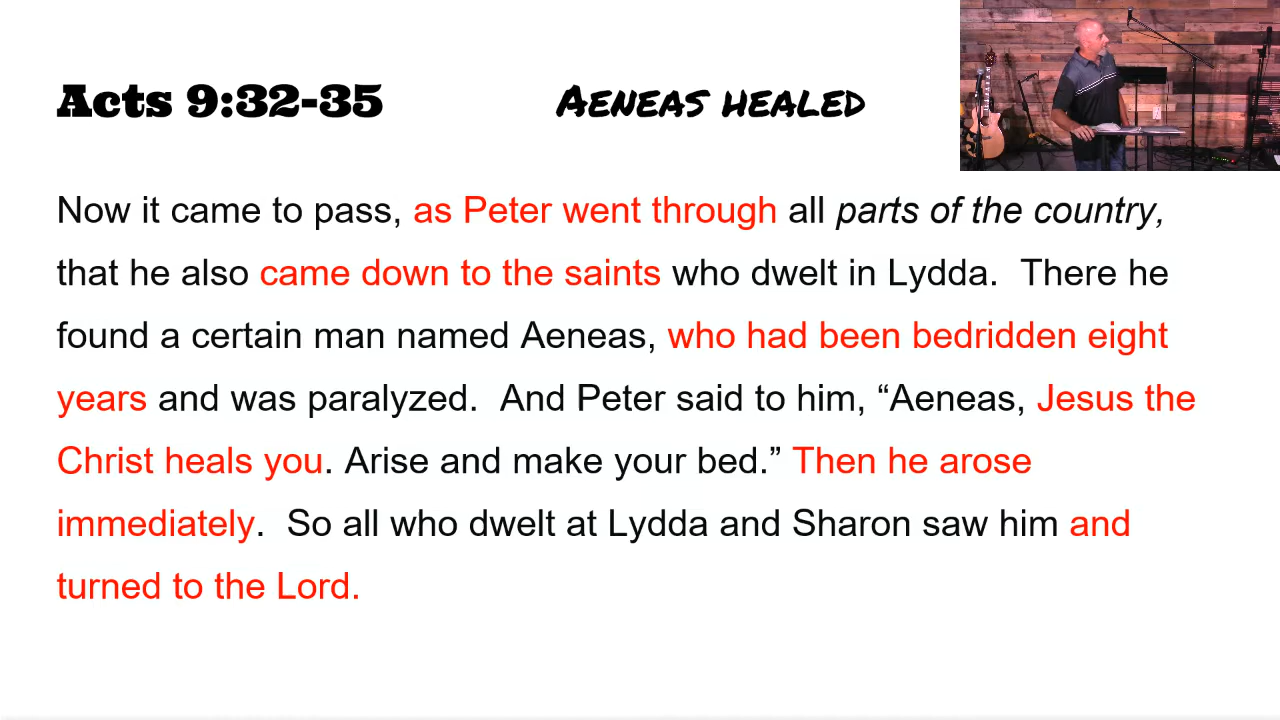 Acts 9:32-35 Aeneas healed
Now it came to pass, as Peter went through all parts of the country,
that he also came down to the saints who dwelt in Lydda. There he
found a certain man named Aeneas, who had been bedridden eight
years and was paralyzed. And Peter said to him, “Aeneas, Jesus the
Christ heals you. Arise and make your bed.” Then he arose
immediately. So all who dwelt at Lydda and Sharon saw him and
turned to the Lord.